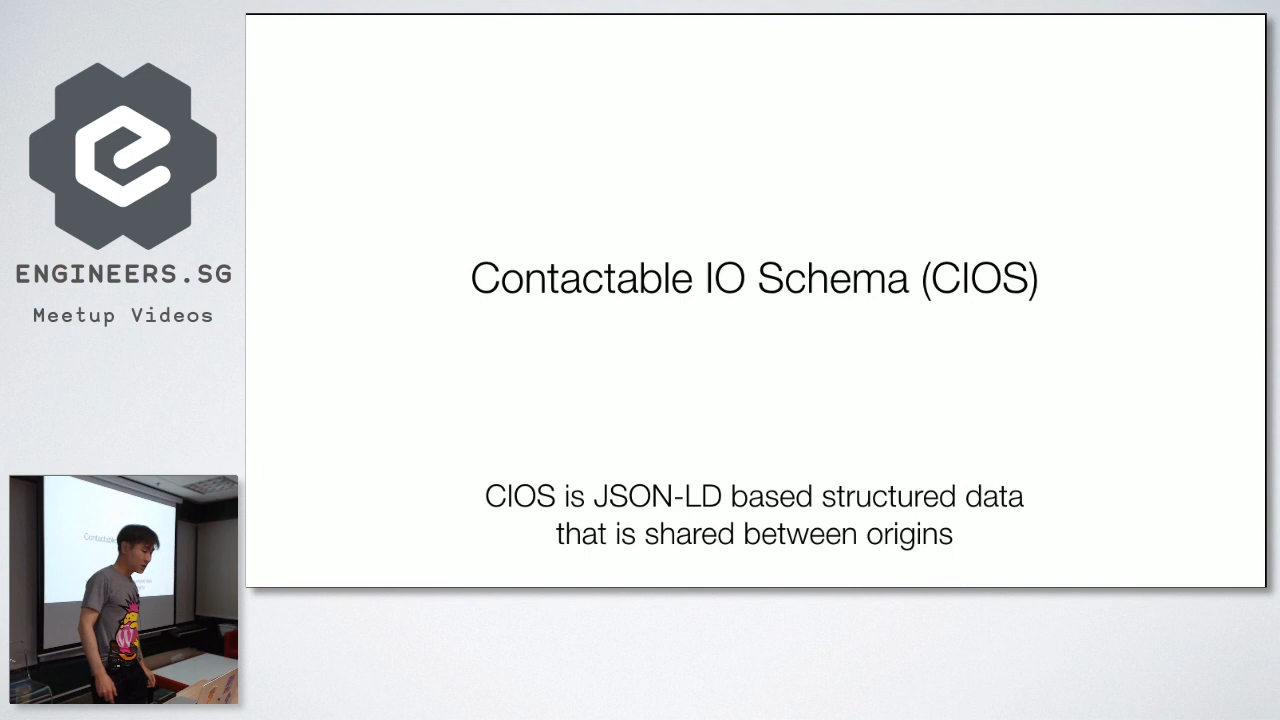 ENGINEERS.SG
Meetup Videos
Contactable IO Schema (CIOS)
CIOS is JSON-LD based structured data
that is shared between origins
Contactable